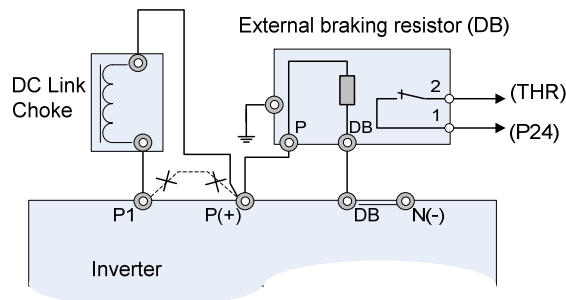 External braking resistor (DB)
DC Link
Choke
2
(THR)
1
(P24)
P
DB
P1
P(+)
DB
N(-)
Inverter